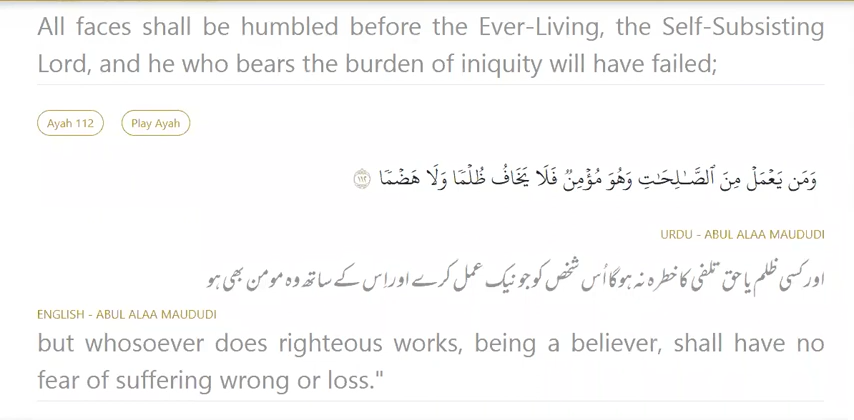 All faces shall be humbled before the Ever-Living, the Self-Subsisting
Lord, and he who bears the burden of iniquity will have failed;
Ayah 112 Play Ayah
وَمَن يَعْمَلْ مِنَ ٱلصَّـٰلِحَـٰتِ وَهُوَ مُؤْمِنٌ فَلَا يَخَافُ ظُلْمًا وَلَا هَضْمًا ١١٢
URDU - ABUL ALAA MAUDUDI
اور کسی ظلم یا حق تلفی کا خطرہ نہ ہوگا اُس شخص کو جو نیک عمل کرے اور اِس کے ساتھ وہ مومن بھی ہو
ENGLISH - ABUL ALAA MAUDUDI
but whosoever does righteous works, being a believer, shall have no
fear of suffering wrong or loss."